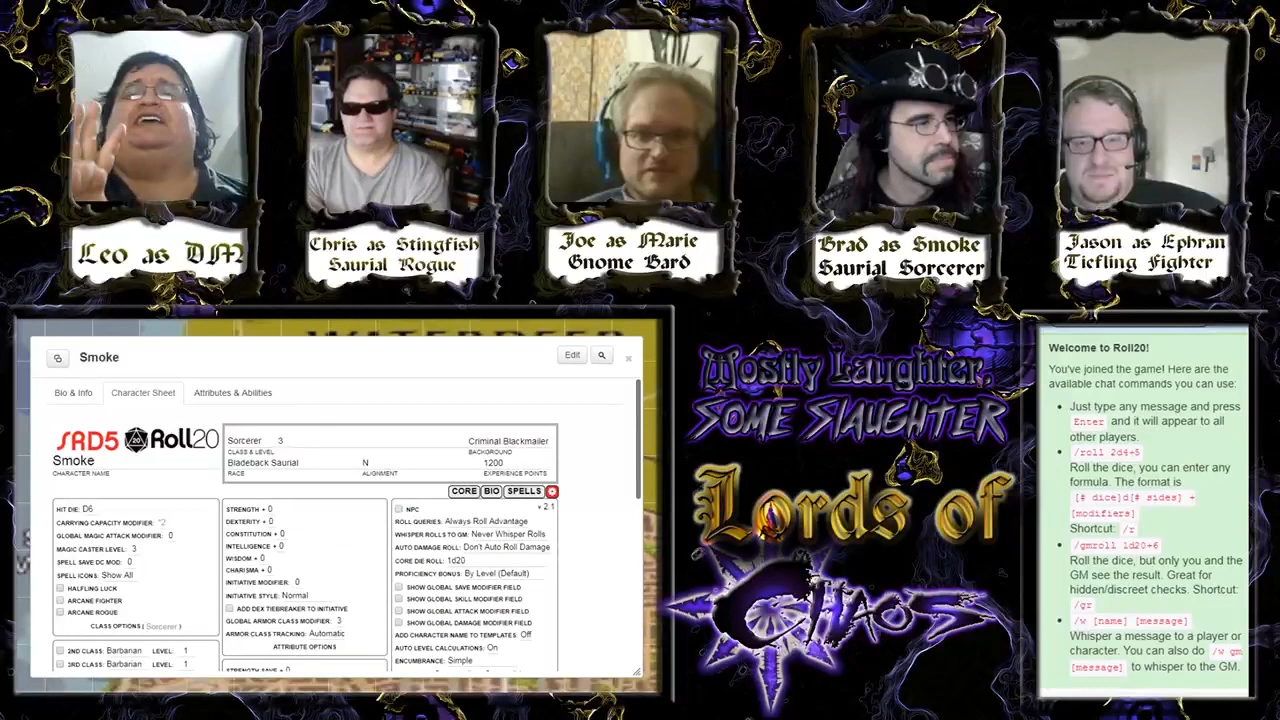 Leo as DM
Chris as Stingfish
Saurial Rogue
Joe as Marie
Gnome Bard
Brad as Smoke
Saurial Sorcerer
Jason as Ephran
Tiefling Fighter
WATERDEEP
Smoke
Edit
Bio & Info
Character Sheet
Attributes & Abilities
SRD5 Roll20
Smoke
CHARACTER NAME
Sorcerer 3
Criminal Blackmailer
CLASS & LEVEL
BACKGROUND
Bladeback Saurial
N
1200
RACE
ALIGNMENT
EXPERIENCE POINTS
CORE
BIO
SPELLS
v 2.1
HIT DIE: D6
CARRYING CAPACITY MODIFIER: *2
GLOBAL MAGIC ATTACK MODIFIER: 0
MAGIC CASTER LEVEL: 3
SPELL SAVE DC MOD: 0
SPELL ICONS: Show All
HALFLING LUCK
ARCANE FIGHTER
ARCANE ROGUE
CLASS OPTIONS ( Sorcerer )
2ND CLASS: Barbarian LEVEL: 1
3RD CLASS: Barbarian LEVEL: 1
STRENGTH + 0
DEXTERITY + 0
CONSTITUTION + 0
INTELLIGENCE + 0
WISDOM + 0
CHARISMA + 0
INITIATIVE MODIFIER: 0
INITIATIVE STYLE: Normal
ADD DEX TIEBREAKER TO INITIATIVE
GLOBAL ARMOR CLASS MODIFIER: 3
ARMOR CLASS TRACKING: Automatic
ATTRIBUTE OPTIONS
STRENGTH SAVE + 0
NPC
ROLL QUERIES: Always Roll Advantage
WHISPER ROLLS TO GM: Never Whisper Rolls
AUTO DAMAGE ROLL: Don't Auto Roll Damage
CORE DIE ROLL: 1d20
PROFICIENCY BONUS: By Level (Default)
SHOW GLOBAL SAVE MODIFIER FIELD
SHOW GLOBAL SKILL MODIFIER FIELD
SHOW GLOBAL ATTACK MODIFIER FIELD
SHOW GLOBAL DAMAGE MODIFIER FIELD
ADD CHARACTER NAME TO TEMPLATES: Off
AUTO LEVEL CALCULATIONS: On
ENCUMBRANCE: Simple
Mostly Laughter,
Some Slaughter
Lords of
Chaos
Welcome to Roll20!
You've joined the game! Here are the
available chat commands you can use:
Just type any message and press
Enter and it will appear to all
other players.
/roll 2d4+5
Roll the dice, you can enter any
formula. The format is
[# dice]d[# sides] +
[modifiers]
Shortcut: /r
/gmroll 1d20+6
Roll the dice, but only you and the
GM see the result. Great for
hidden/discreet checks. Shortcut:
/gr
/w [name] [message]
Whisper a message to a player or
character. You can also do /w gm
[message] to whisper to the GM.